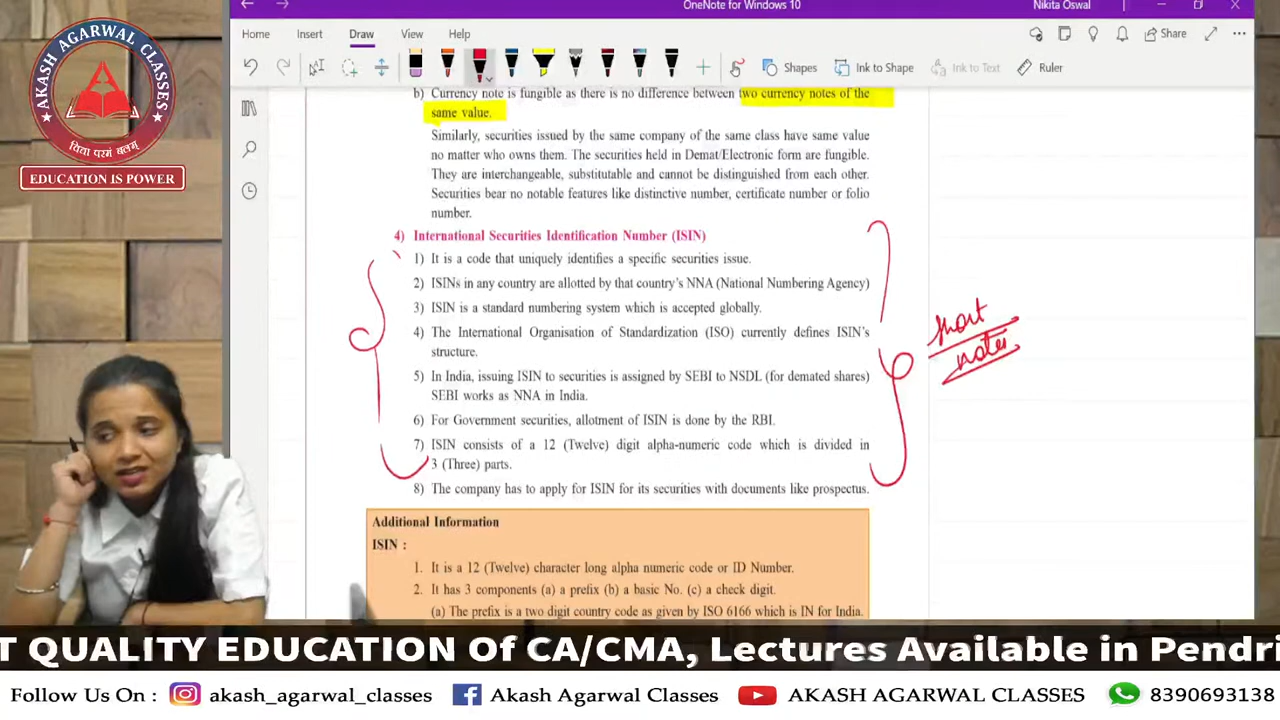 OneNote for Windows 10
Nikita Oswal
Home
Insert
Draw
View
Help
Share
Shapes
Ink to Shape
Ink to Text
Ruler
AKASH AGARWAL CLASSES
विद्या परमं बलम्
EDUCATION IS POWER
b) Currency note is fungible as there is no difference between two currency notes of the
same value.
Similarly, securities issued by the same company of the same class have same value
no matter who owns them. The securities held in Demat/Electronic form are fungible.
They are interchangeable, substitutable and cannot be distinguished from each other.
Securities bear no notable features like distinctive number, certificate number or folio
number.
4) International Securities Identification Number (ISIN)
1) It is a code that uniquely identifies a specific securities issue.
2) ISINs in any country are allotted by that country's NNA (National Numbering Agency)
3) ISIN is a standard numbering system which is accepted globally.
4) The International Organisation of Standardization (ISO) currently defines ISIN's
structure.
5) In India, issuing ISIN to securities is assigned by SEBI to NSDL (for demated shares)
SEBI works as NNA in India.
6) For Government securities, allotment of ISIN is done by the RBI.
7) ISIN consists of a 12 (Twelve) digit alpha-numeric code which is divided in
3 (Three) parts.
8) The company has to apply for ISIN for its securities with documents like prospectus.
short
notes
Additional Information
ISIN :
1. It is a 12 (Twelve) character long alpha numeric code or ID Number.
2. It has 3 components (a) a prefix (b) a basic No. (c) a check digit.
(a) The prefix is a two digit country code as given by ISO 6166 which is IN for India.
T QUALITY EDUCATION Of CA/CMA, Lectures Available in Pendri
Follow Us On :
akash_agarwal_classes
Akash Agarwal Classes
AKASH AGARWAL CLASSES
8390693138